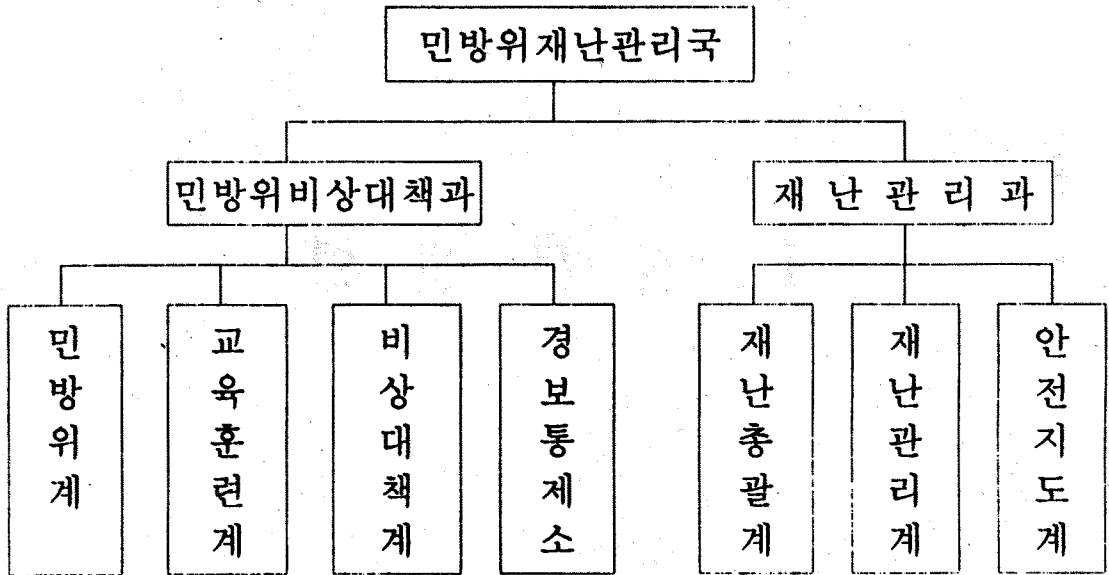 민방위재난관리국
민방위비상대책과
재난관리과
민방위계
교육훈련계
비상대책계
경보통제소
재난총괄계
재난관리계
안전지도계